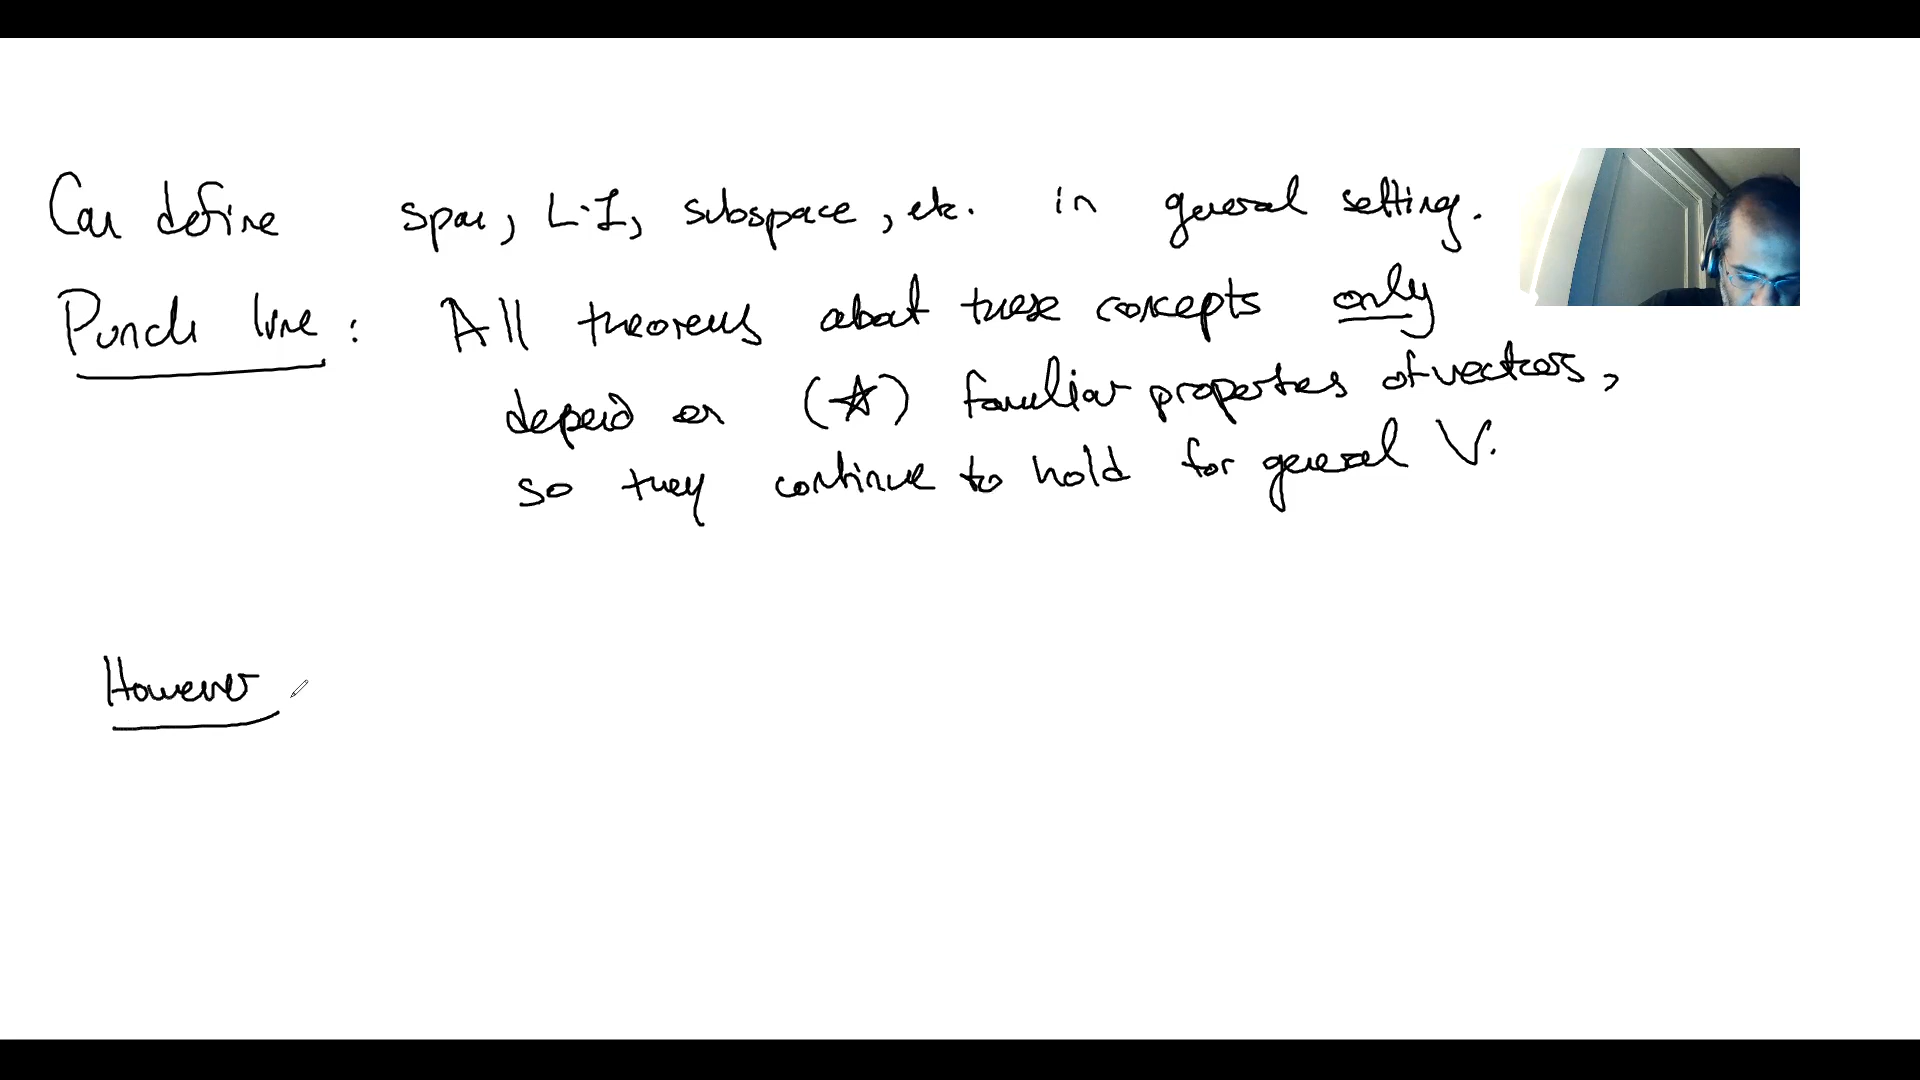 Can define span, L.I, subspace, etc. in general setting.
Punch line: All theorems about these concepts only
depend on (☆) familiar properties of vectors,
so they continue to hold for general V.
However